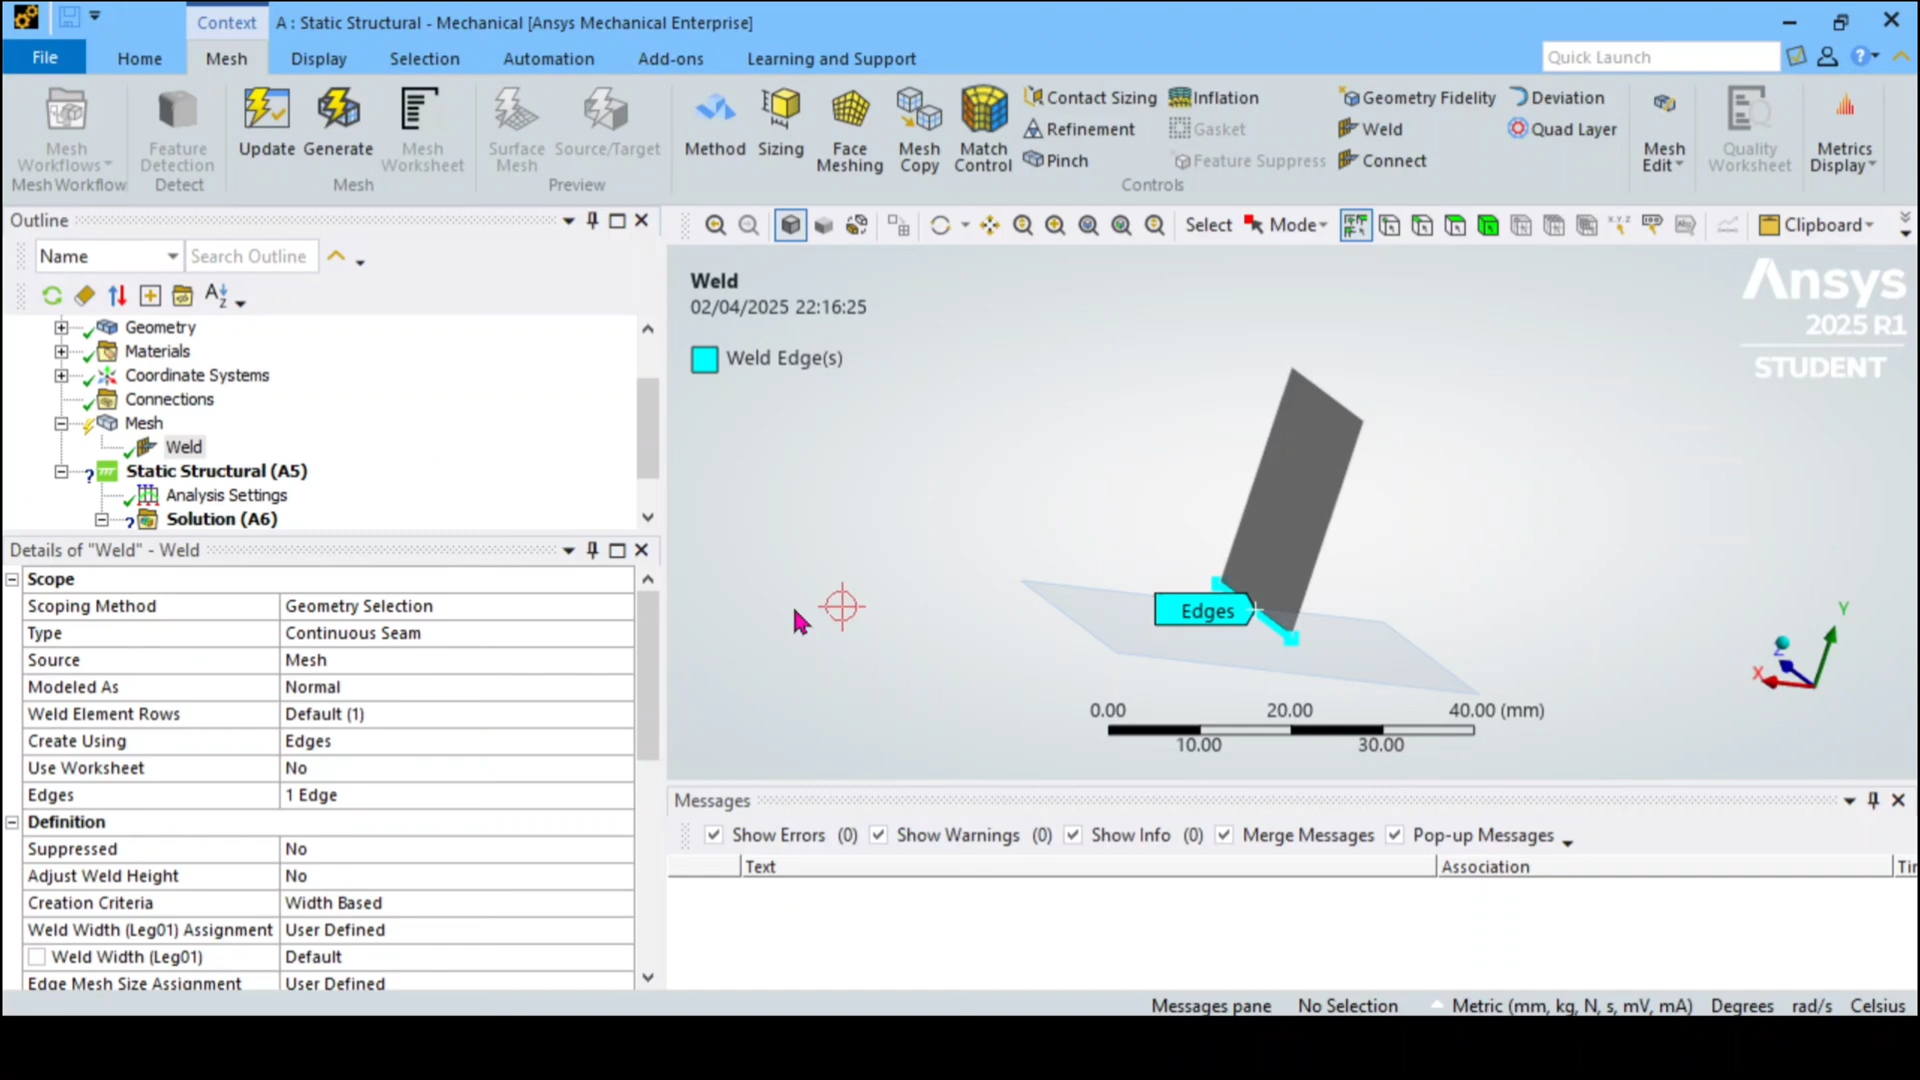 Context
A : Static Structural - Mechanical [Ansys Mechanical Enterprise]
File Home Mesh Display Selection Automation Add-ons Learning and Support
Quick Launch
Mesh Workflows
MeshWorkflow
Feature Detection
Detect
Update
Generate
Mesh Worksheet
Mesh
Surface Mesh
Source/Target
Preview
Method
Sizing
Face Meshing
Mesh Copy
Match Control
Contact Sizing
Refinement
Pinch
Inflation
Gasket
Feature Suppress
Geometry Fidelity
Weld
Connect
Deviation
Quad Layer
Controls
Mesh Edit
Quality Worksheet
Metrics Display
Outline
Name
Search Outline
Geometry
Materials
Coordinate Systems
Connections
Mesh
Weld
Static Structural (A5)
Analysis Settings
Solution (A6)
Select
Mode
Clipboard
Weld
02/04/2025 22:16:25
Weld Edge(s)
Ansys
2025 R1
STUDENT
Edges
Y
Z
X
0.00 20.00 40.00 (mm)
10.00 30.00
Details of "Weld" - Weld
Scope
Scoping Method Geometry Selection
Type Continuous Seam
Source Mesh
Modeled As Normal
Weld Element Rows Default (1)
Create Using Edges
Use Worksheet No
Edges 1 Edge
Definition
Suppressed No
Adjust Weld Height No
Creation Criteria Width Based
Weld Width (Leg01) Assignment User Defined
Weld Width (Leg01) Default
Edge Mesh Size Assignment User Defined
Messages
Show Errors (0) Show Warnings (0) Show Info (0) Merge Messages Pop-up Messages
Text Association
Messages pane No Selection Metric (mm, kg, N, s, mV, mA) Degrees rad/s Celsius